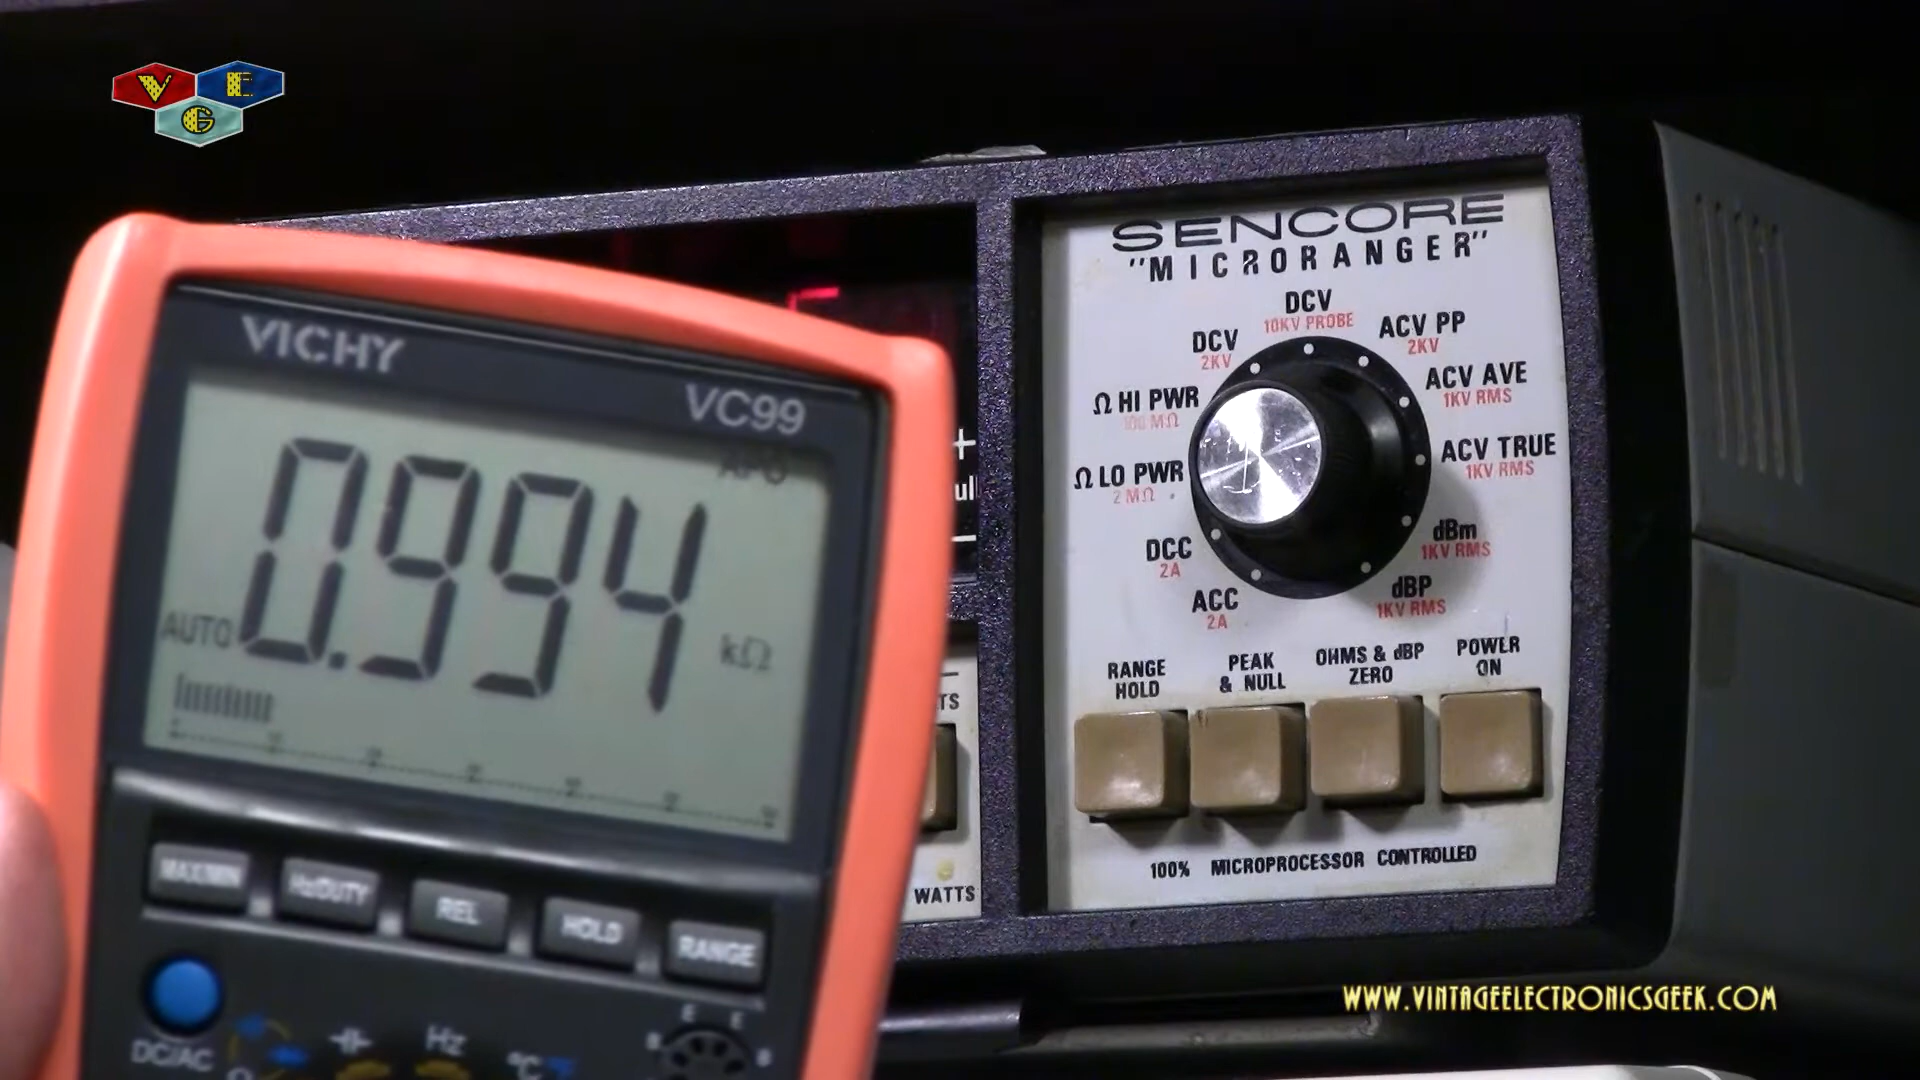 V E
G
SENCORE
"MICRORANGER"
DCV
10KV PROBE
DCV
2KV
ACV PP
2KV
Ω HI PWR
100 MΩ
ACV AVE
1KV RMS
Ω LO PWR
2 MΩ
ACV TRUE
1KV RMS
DCC
2A
dBm
1KV RMS
ACC
2A
dBP
1KV RMS
RANGE
HOLD
PEAK
& NULL
OHMS & dBP
ZERO
POWER
ON
100% MICROPROCESSOR CONTROLLED
WATTS
VICHY
VC99
APO
0.994
AUTO
kΩ
MAX/MIN
Hz/DUTY
REL
HOLD
RANGE
DC/AC
Hz
°C
E E
B B
WWW.VINTAGEELECTRONICSGEEK.COM